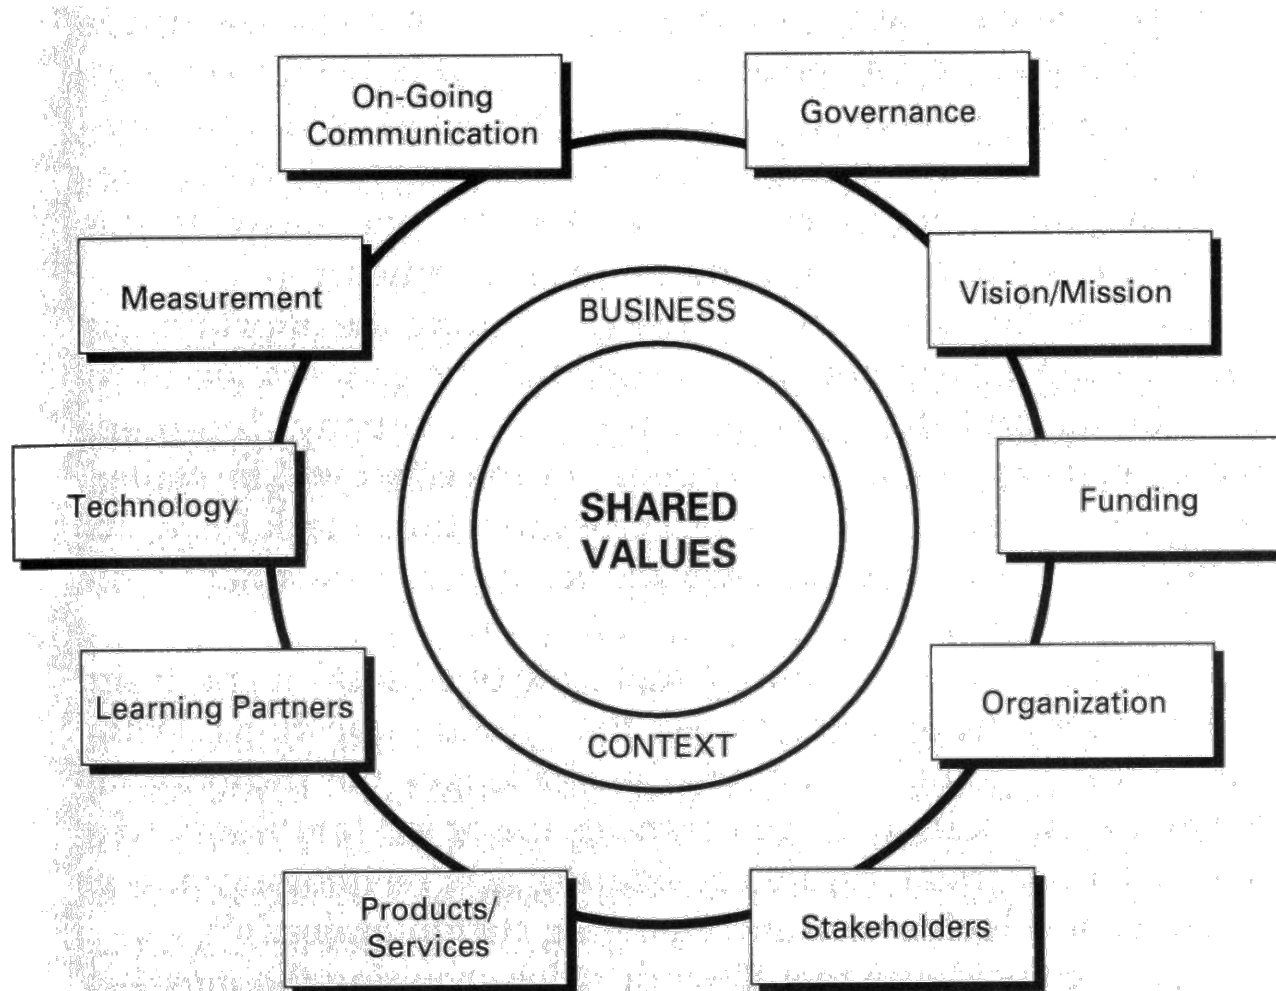 On-Going
Communication
Governance
Measurement
Vision/Mission
BUSINESS
Technology
SHARED
VALUES
Funding
Learning Partners
Organization
CONTEXT
Products/
Services
Stakeholders